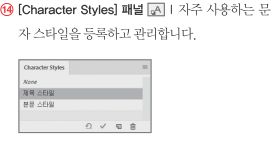 ⑭ [Character Styles] 패널 | 자주 사용하는 문
자 스타일을 등록하고 관리합니다.
Character Styles
None
제목 스타일
본문 스타일